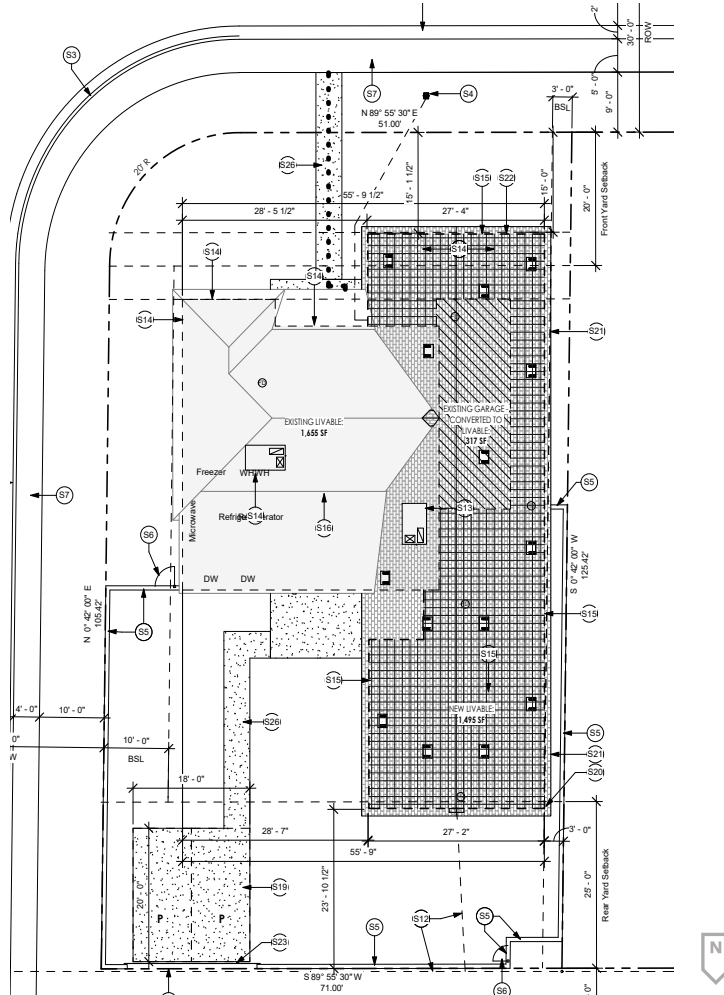 2'
30' - 0"
ROW
5' - 0"
9' - 0"
S3
S7
S4
3' - 0"
BSL
N 89° 55' 30" E
51.00'
20' R
S26
55' - 9 1/2"
15' - 1 1/2"
S15
S22
15' - 0"
20' - 0"
Front Yard Setback
28' - 5 1/2"
27' - 4"
S14
S14
S14
S14
S21
FD
EXISTING LIVABLE:
1,655 SF
EXISTING GARAGE -
CONVERTED TO
LIVABLE:
317 SF
Freezer
WH
WH
S7
Microwave
S14
S16
S13
S5
S6
DW
DW
N 0° 42' 00" E
105.42'
S 0° 42' 00" W
125.42'
S5
S15
S15
S15
4' - 0"
10' - 0"
S26
NEW LIVABLE:
1,495 SF
S5
0"
W
10' - 0"
BSL
S21
S20
18' - 0"
28' - 7"
27' - 2"
3' - 0"
55' - 9"
20' - 0"
S19
23' - 10 1/2"
25' - 0"
Rear Yard Setback
P
P
S12
S5
S23
S5
S 89° 55' 30" W
71.00'
S6
- 0"
N